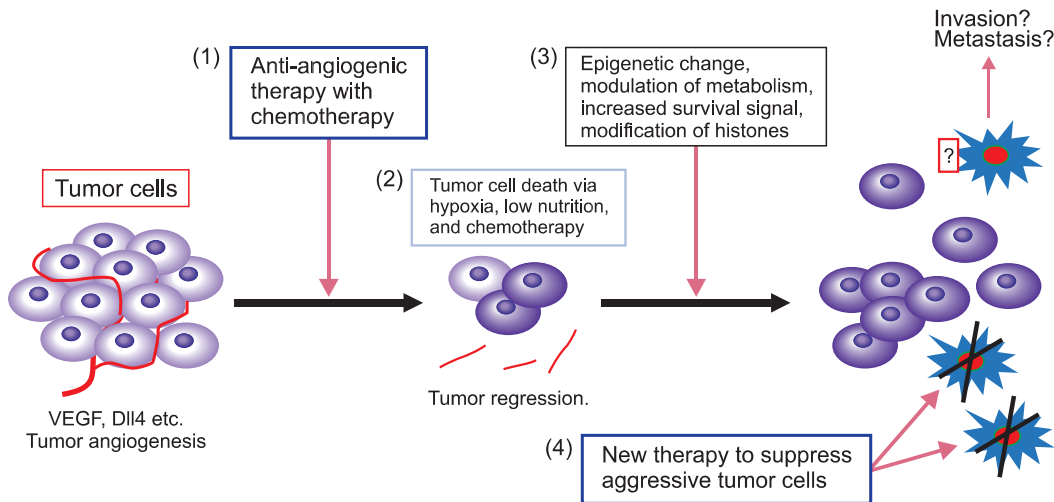 Tumor cells
VEGF, Dll4 etc.
Tumor angiogenesis
(1)
Anti-angiogenic
therapy with
chemotherapy
(2)
Tumor cell death via
hypoxia, low nutrition,
and chemotherapy
Tumor regression.
(3)
Epigenetic change,
modulation of metabolism,
increased survival signal,
modification of histones
Invasion?
Metastasis?
?
(4)
New therapy to suppress
aggressive tumor cells